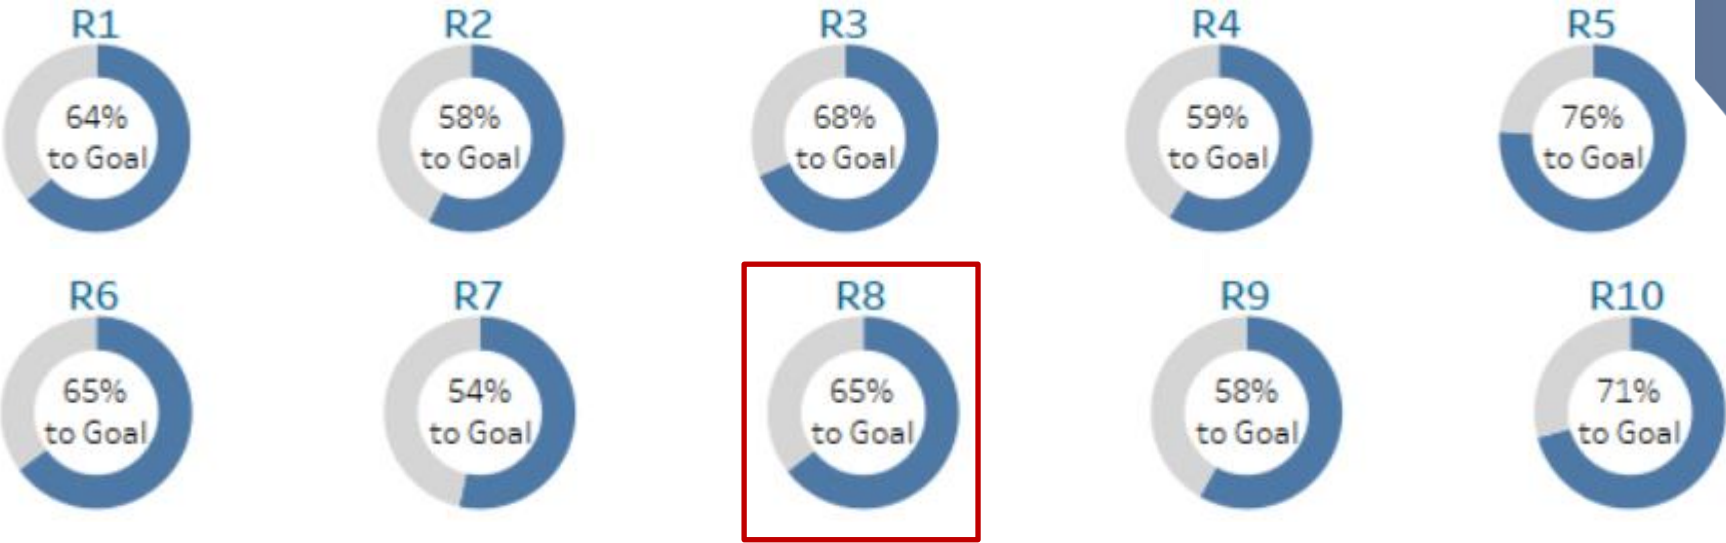 R1
64%
to Goal
R2
58%
to Goal
R3
68%
to Goal
R4
59%
to Goal
R5
76%
to Goal
R6
65%
to Goal
R7
54%
to Goal
R8
65%
to Goal
R9
58%
to Goal
R10
71%
to Goal